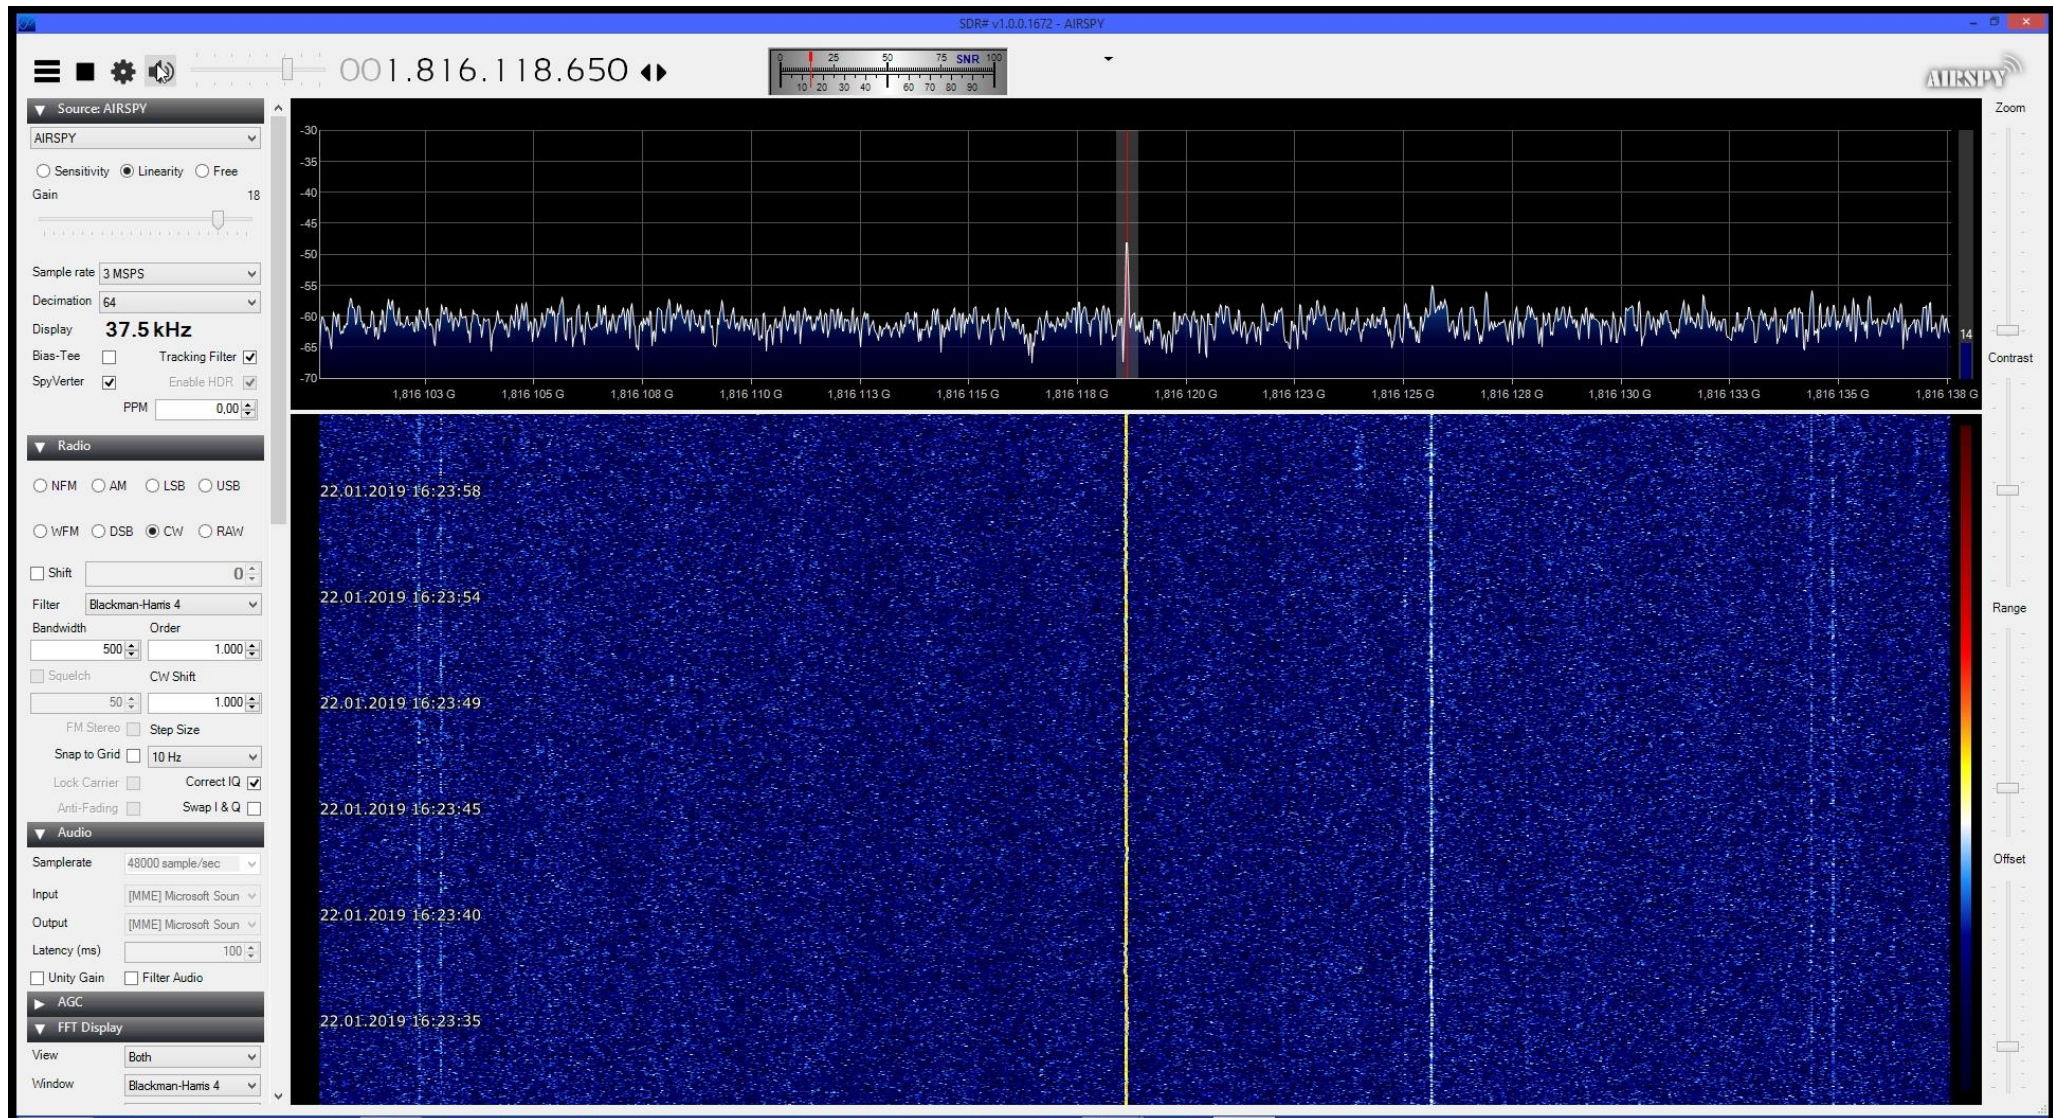 SDR# v1.0.0.1672 - AIRSPY
001.816.118.650
0 25 50 75 SNR 100
10 20 30 40 60 70 80 90
AIRSPY
Source: AIRSPY
AIRSPY
Sensitivity Linearity Free
Gain 18
Sample rate 3 MSPS
Decimation 64
Display 37.5 kHz
Bias-Tee Tracking Filter
SpyVerter Enable HDR
PPM 0,00
Radio
NFM AM LSB USB
WFM DSB CW RAW
Shift 0
Filter Blackman-Harris 4
Bandwidth Order
500 1.000
Squelch CW Shift
50 1.000
FM Stereo Step Size
Snap to Grid 10 Hz
Lock Carrier Correct IQ
Anti-Fading Swap I & Q
Audio
Samplerate 48000 sample/sec
Input [MME] Microsoft Soun
Output [MME] Microsoft Soun
Latency (ms) 100
Unity Gain Filter Audio
AGC
FFT Display
View Both
Window Blackman-Harris 4
-30
-35
-40
-45
-50
-55
-60
-65
-70
14
1,816 103 G 1,816 105 G 1,816 108 G 1,816 110 G 1,816 113 G 1,816 115 G 1,816 118 G 1,816 120 G 1,816 123 G 1,816 125 G 1,816 128 G 1,816 130 G 1,816 133 G 1,816 135 G 1,816 138 G
22.01.2019 16:23:58
22.01.2019 16:23:54
22.01.2019 16:23:49
22.01.2019 16:23:45
22.01.2019 16:23:40
22.01.2019 16:23:35
Zoom
Contrast
Range
Offset